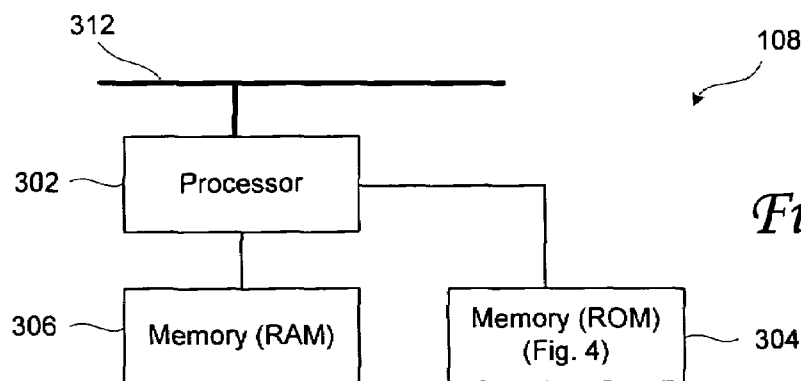 312
108
302
Processor
306
Memory (RAM)
Memory (ROM)
(Fig. 4)
304